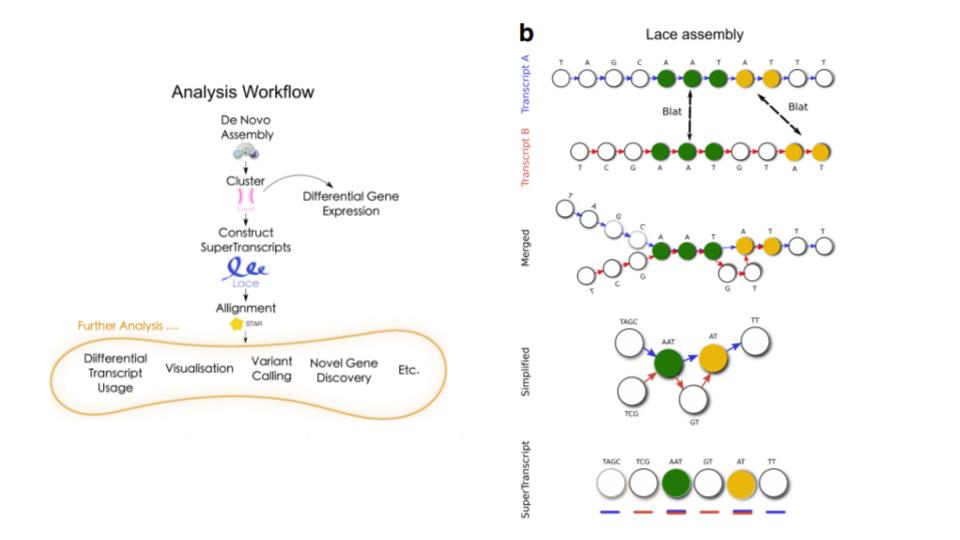 Analysis Workflow
De Novo
Assembly
Cluster
Differential Gene
Expression
Construct
SuperTranscripts
Lace
Allignment
STAR
Further Analysis ....
Diifferential
Transcript
Usage
Visualisation
Variant
Calling
Novel Gene
Discovery
Etc.
b
Lace assembly
Transcript A
T A G C A A T A T T T
Blat
Blat
Transcript B
T C G A A T G T A T
Merged
T A G C A A T A T T T
T C G G T
Simplified
TAGC AAT AT TT
TCG GT
SuperTranscript
TAGC TCG AAT GT AT TT